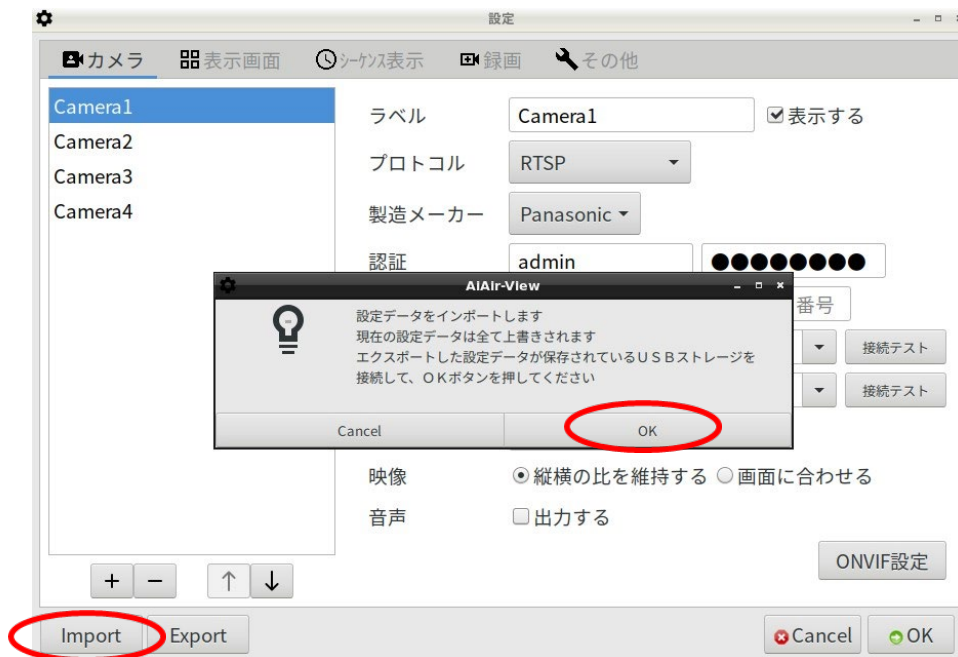 設定
カメラ 表示画面 シーケンス表示 録画 その他
Camera1
Camera2
Camera3
Camera4
ラベル Camera1 表示する
プロトコル RTSP
製造メーカー Panasonic
認証 admin ●●●●●●●●
番号
接続テスト
接続テスト
AiAir-View
設定データをインポートします
現在の設定データは全て上書きされます
エクスポートした設定データが保存されているUSBストレージを
接続して、OKボタンを押してください
Cancel OK
映像 縦横の比を維持する 画面に合わせる
音声 出力する
ONVIF設定
+ − ↑ ↓
Import Export Cancel OK